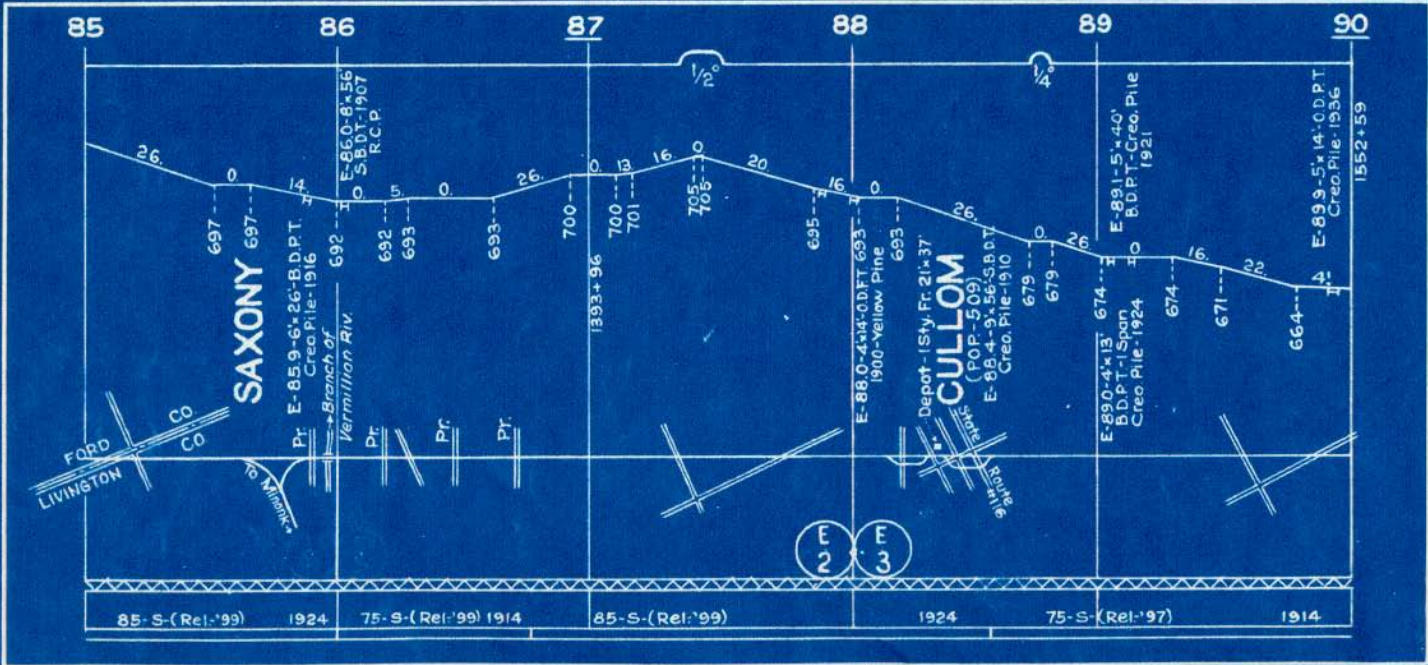 85 86 87 88 89 90
1/2°
1/4°
E-86.0-8'x56'
S.B.D.T.-1907
R.C.P.
E-89.1-5'x40'
B.D.P.T-Creo.Pile
1921
E-89.9-5'x14'-O.D.P.T.
Creo.Pile-1936
1552+59
26. 0. 14. 0. 5. 0. 26. 0. 13. 16. 0. 20. 16. 0. 26. 0. 26. 0 16. 22. 4.
697 697 692 692 693 693 700 700 701 705 705 695 693 693 679 679 674 674 671 664
1393+96
SAXONY
E-85.9-6'x26'-B.D.P.T.
Creo.Pile-1916
Branch of
Vermillion Riv.
E-88.0-4'x14'-O.D.P.T.
1900-Yellow Pine
Depot-1Sty.Fr.21'x37'
CULLOM
(POP-509)
E-88.4-9'x56'-S.B.D.T.
Creo.Pile-1910
E-89.0-4'x13'
B.D.P.T-1Span
Creo.Pile-1924
FORD CO.
LIVINGTON CO
To Minonk
Pr. Pr. Pr. Pr.
State
State
Route
#116
E
2
E
3
85-S-(Rel-'99) 1924 75-S-(Rel-'99) 1914 85-S-(Rel-'99) 1924 75-S-(Rel-'97) 1914